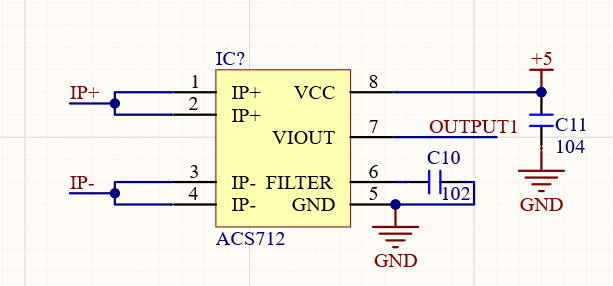 IC?
+5
IP+ 1 IP+ VCC 8
2 IP+
VIOUT 7 OUTPUT1
C11
104
IP- 3 IP- FILTER 6 C10
4 IP- GND 5 102
ACS712
GND
GND